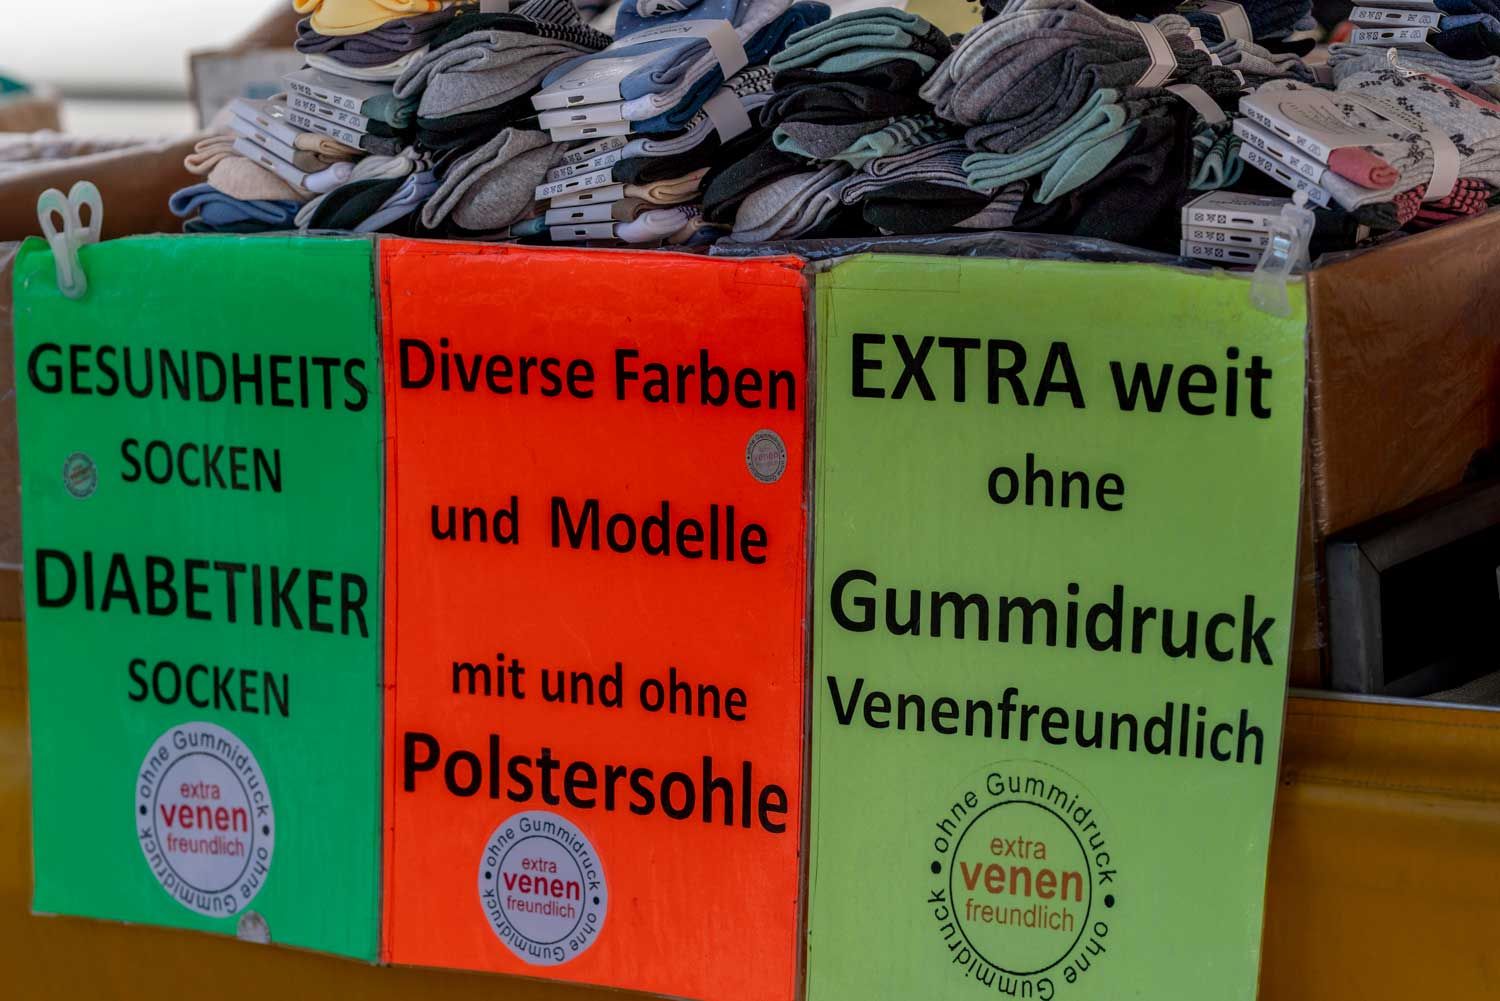 GESUNDHEITS
SOCKEN
DIABETIKER
SOCKEN
ohne Gummidruck • ohne Gummidruck •
extra
venen
freundlich
Diverse Farben
und Modelle
mit und ohne
Polstersohle
ohne Gummidruck • ohne Gummidruck •
extra
venen
freundlich
EXTRA weit
ohne
Gummidruck
Venenfreundlich
ohne Gummidruck • ohne Gummidruck •
extra
venen
freundlich